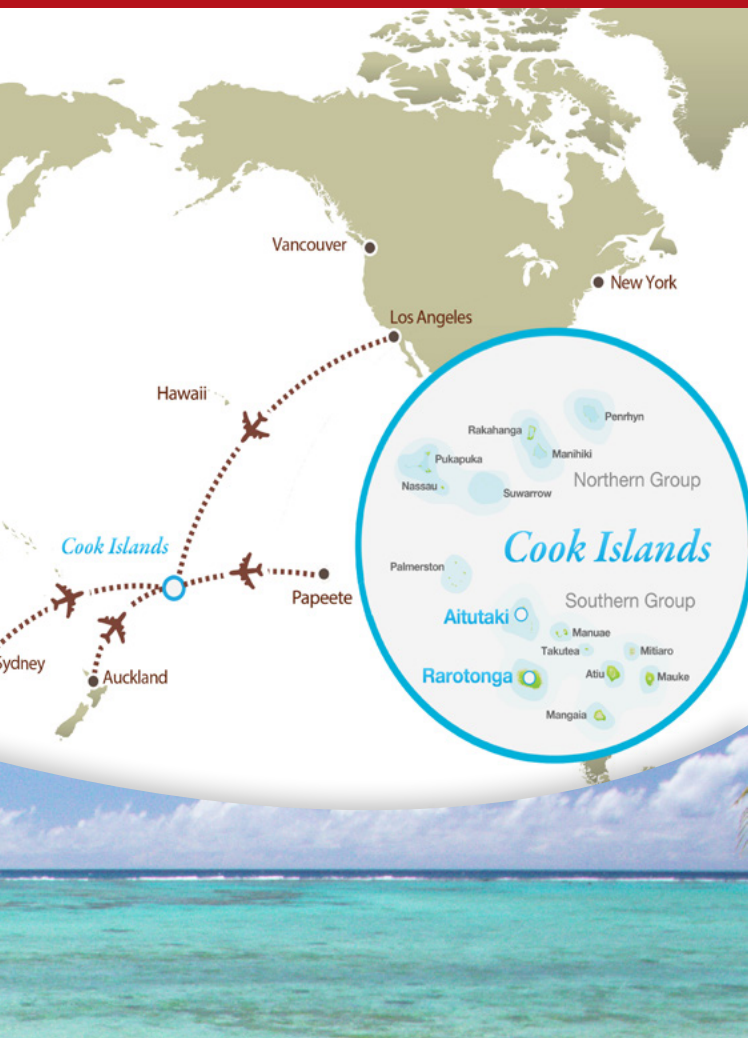 Vancouver
New York
Los Angeles
Hawaii
Penrhyn
Rakahanga
Manihiki
Pukapuka
Northern Group
Nassau
Suwarrow
Cook Islands
Cook Islands
Palmerston
Papeete
Southern Group
Aitutaki
Manuae
Takutea
Mitiaro
Sydney
Auckland
Rarotonga
Atiu
Mauke
Mangaia